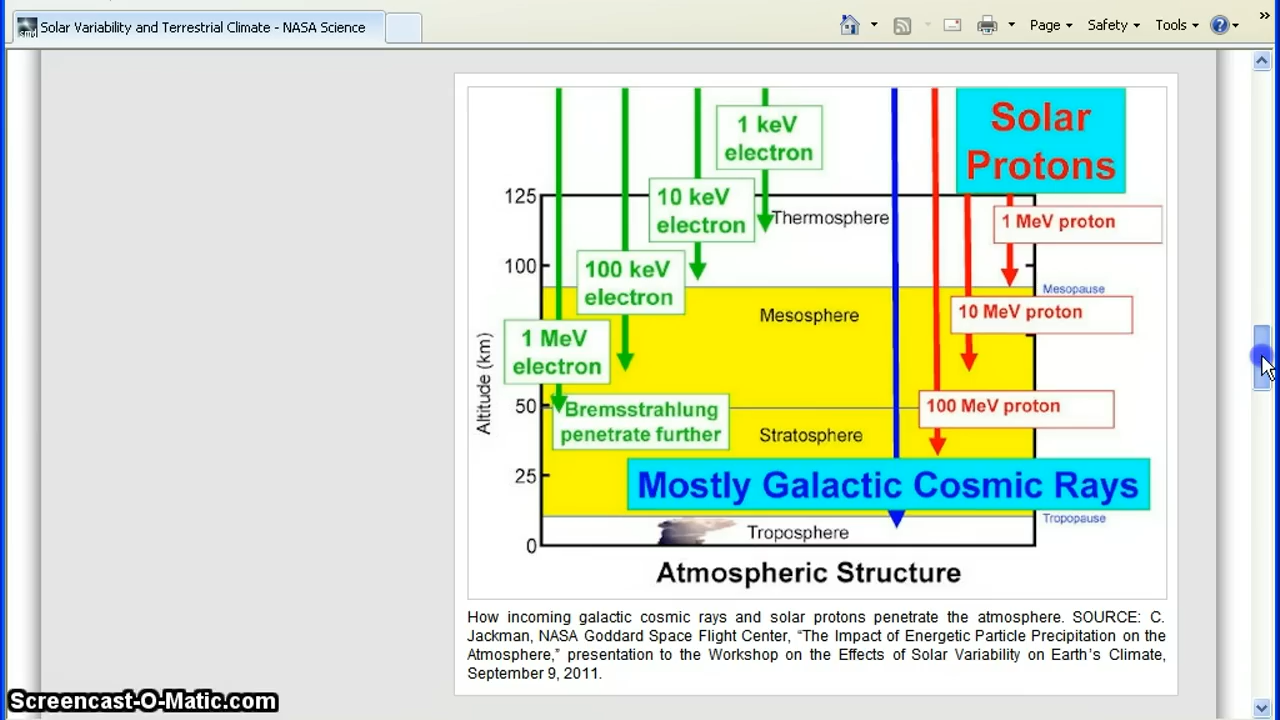 Solar Variability and Terrestrial Climate - NASA Science
Page
Safety
Tools
»
Solar
Protons
1 keV
electron
10 keV
electron
100 keV
electron
1 MeV
electron
Bremsstrahlung
penetrate further
1 MeV proton
10 MeV proton
100 MeV proton
Mostly Galactic Cosmic Rays
125
100
50
25
0
Altitude (km)
Thermosphere
Mesopause
Mesosphere
Stratosphere
Tropopause
Troposphere
Atmospheric Structure
How incoming galactic cosmic rays and solar protons penetrate the atmosphere. SOURCE: C.
Jackman, NASA Goddard Space Flight Center, “The Impact of Energetic Particle Precipitation on the
Atmosphere,” presentation to the Workshop on the Effects of Solar Variability on Earth’s Climate,
September 9, 2011.
Screencast-O-Matic.com